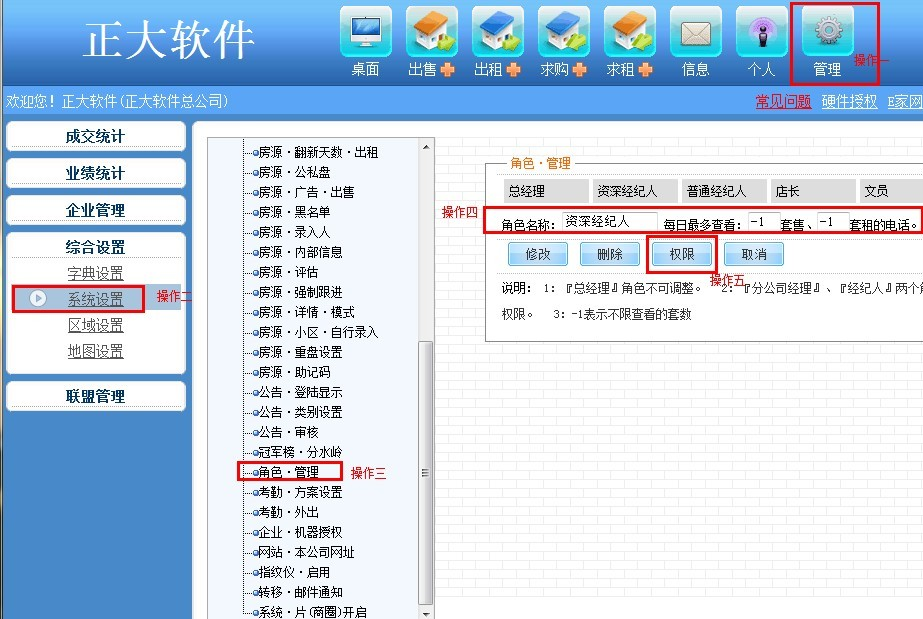 正大软件
桌面
出售
出租
求购
求租
信息
个人
管理
操作一
欢迎您！正大软件(正大软件总公司)
常见问题 硬件授权 E家网
成交统计
业绩统计
企业管理
综合设置
字典设置
系统设置
操作二
区域设置
地图设置
联盟管理
房源·翻新天数·出租
房源·公私盘
房源·广告·出售
房源·黑名单
房源·录入人
房源·内部信息
房源·评估
房源·强制跟进
房源·详情·模式
房源·小区·自行录入
房源·重盘设置
房源·助记码
公告·登陆显示
公告·类别设置
公告·审核
冠军榜·分水岭
角色·管理
操作三
考勤·方案设置
考勤·外出
企业·机器授权
网站·本公司网址
指纹仪·启用
转移·邮件通知
系统·片(商圈)开启
角色·管理
总经理 资深经纪人 普通经纪人 店长 文员
操作四
角色名称： 资深经纪人 每日最多查看： -1 套售、 -1 套租的电话。
修改 删除 权限 取消
操作五
说明： 1：『总经理』角色不可调整。 2：『分公司经理』、『经纪人』两个
权限。 3：-1表示不限查看的套数